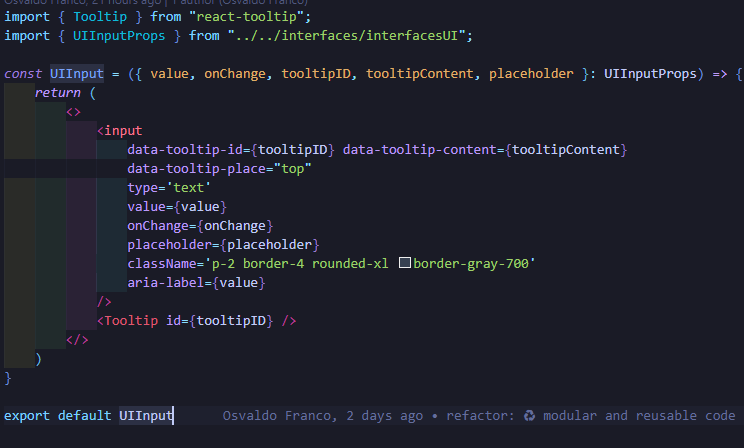 Osvaldo Franco, 21 hours ago | 1 author (Osvaldo Franco)
import { Tooltip } from "react-tooltip";
import { UIInputProps } from "../../interfaces/interfacesUI";
const UIInput = ({ value, onChange, tooltipID, tooltipContent, placeholder }: UIInputProps) => {
return (
<>
<input
data-tooltip-id={tooltipID} data-tooltip-content={tooltipContent}
data-tooltip-place="top"
type='text'
value={value}
onChange={onChange}
placeholder={placeholder}
className='p-2 border-4 rounded-xl border-gray-700'
aria-label={value}
/>
<Tooltip id={tooltipID} />
</>
)
}
export default UIInput Osvaldo Franco, 2 days ago • refactor: ♻ modular and reusable code